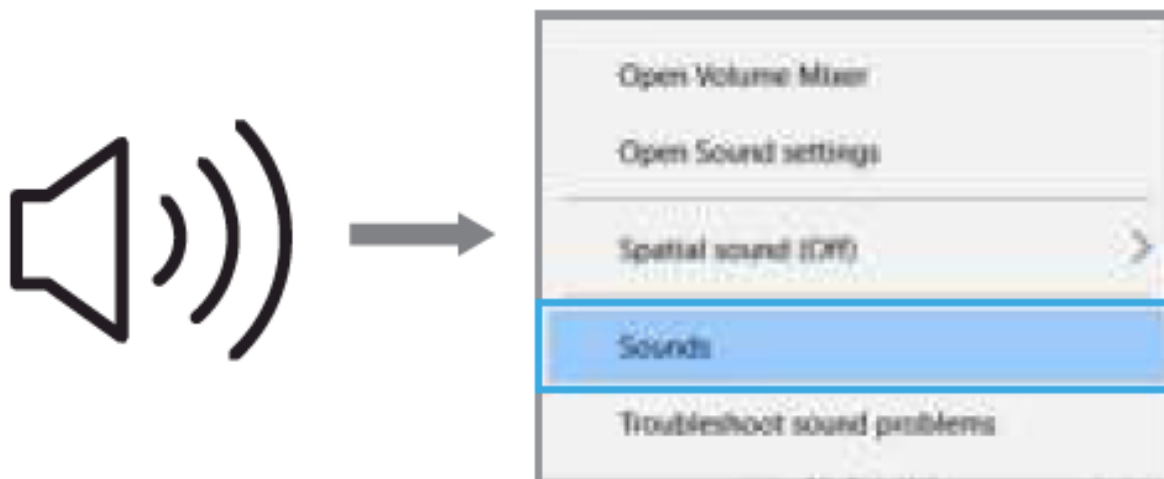 Open Volume Mixer
Open Sound settings
Spatial sound (Off)
Sounds
Troubleshoot sound problems